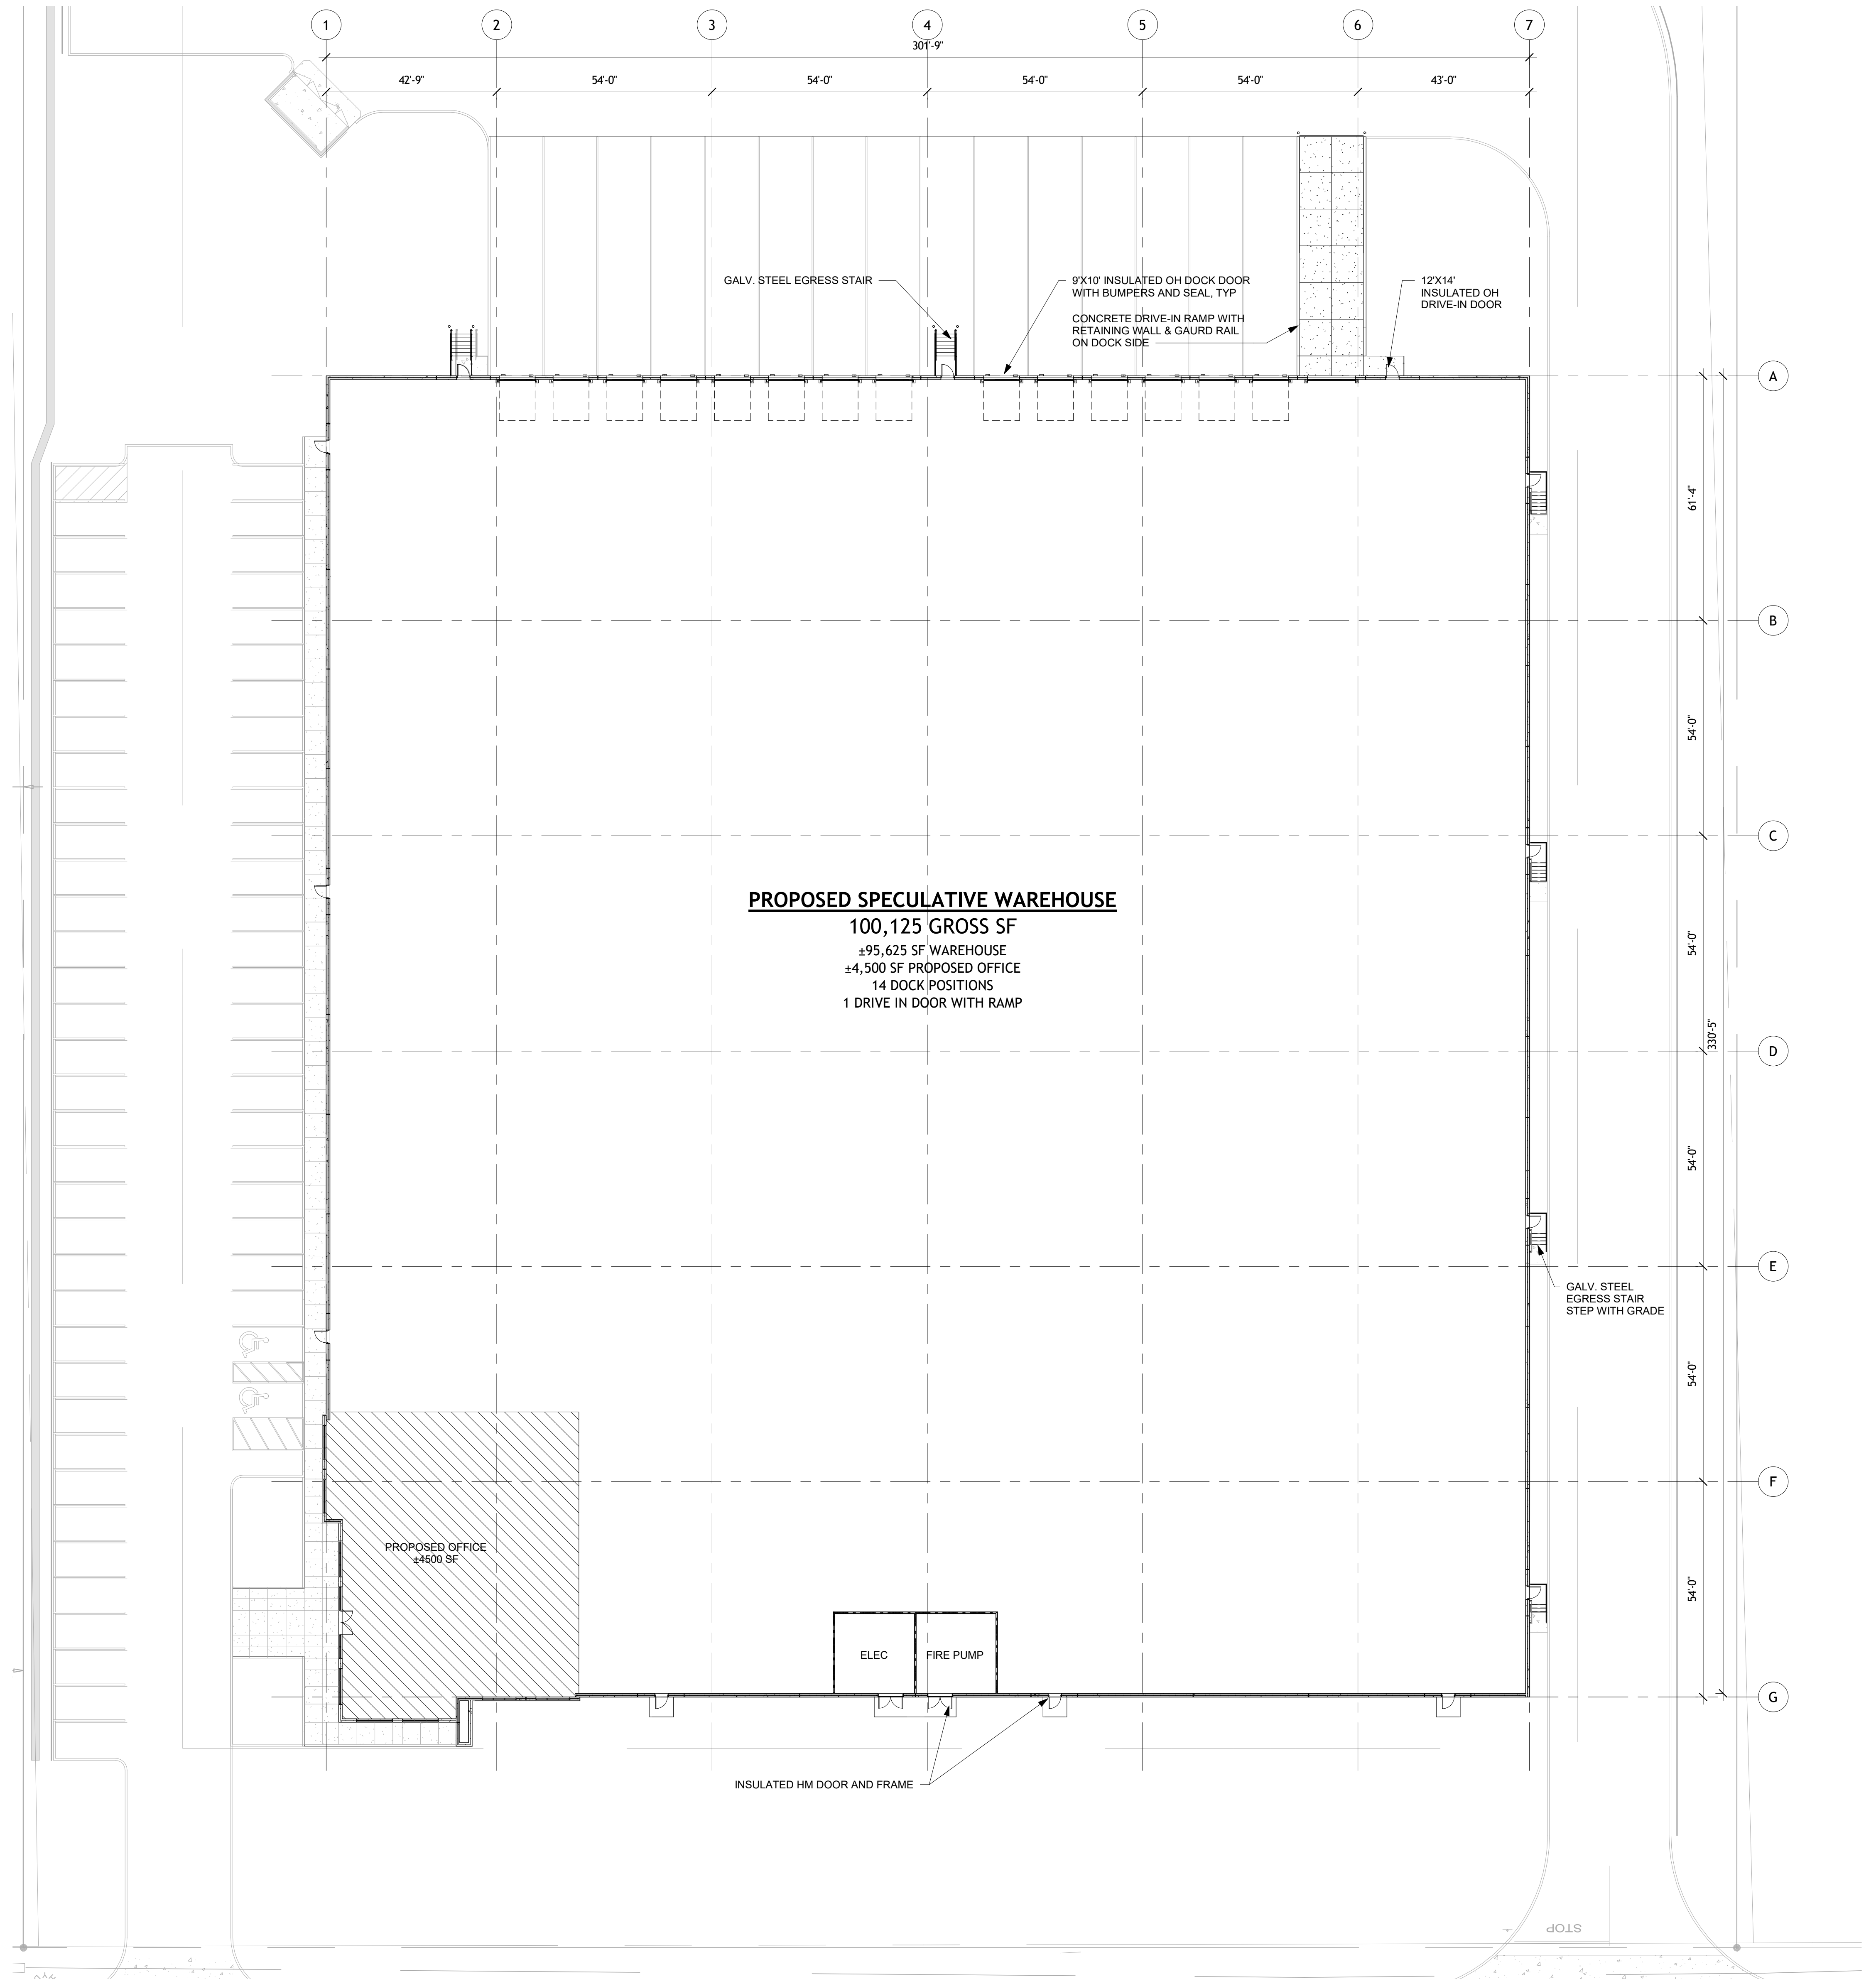 1 2 3 4 5 6 7
301'-9"
42'-9" 54'-0" 54'-0" 54'-0" 54'-0" 43'-0"
GALV. STEEL EGRESS STAIR
9'X10' INSULATED OH DOCK DOOR
WITH BUMPERS AND SEAL, TYP
CONCRETE DRIVE-IN RAMP WITH
RETAINING WALL & GAURD RAIL
ON DOCK SIDE
12'X14'
INSULATED OH
DRIVE-IN DOOR
A
61'-4"
B
54'-0"
C
PROPOSED SPECULATIVE WAREHOUSE
100,125 GROSS SF
±95,625 SF WAREHOUSE
±4,500 SF PROPOSED OFFICE
14 DOCK POSITIONS
1 DRIVE IN DOOR WITH RAMP
54'-0"
330'-5"
D
54'-0"
E
GALV. STEEL
EGRESS STAIR
STEP WITH GRADE
54'-0"
F
PROPOSED OFFICE
±4500 SF
54'-0"
ELEC
FIRE PUMP
G
INSULATED HM DOOR AND FRAME
STOP